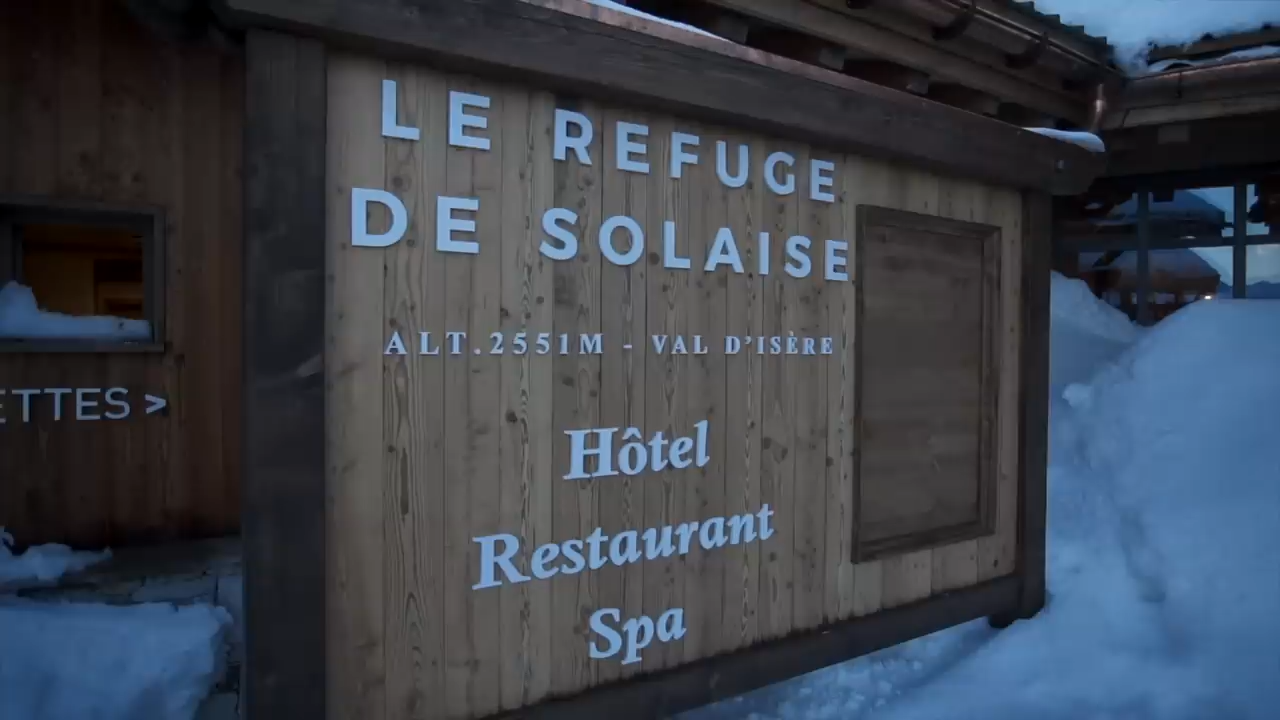 LE REFUGE
DE SOLAISE
ALT.2551M - VAL D'ISÈRE
Hôtel
Restaurant
Spa
ETTES >